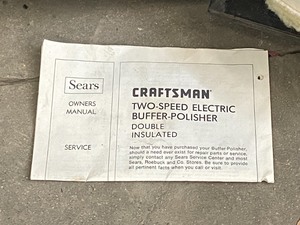 Sears
OWNERS
MANUAL
SERVICE
CRAFTSMAN®
TWO-SPEED ELECTRIC
BUFFER-POLISHER
DOUBLE
INSULATED
Now that you have purchased your Buffer-Polisher,
should a need ever exist for repair parts or service,
simply contact any Sears Service Center and most
Sears, Roebuck and Co. Stores. Be sure to provide
all pertinent facts when you call or visit.